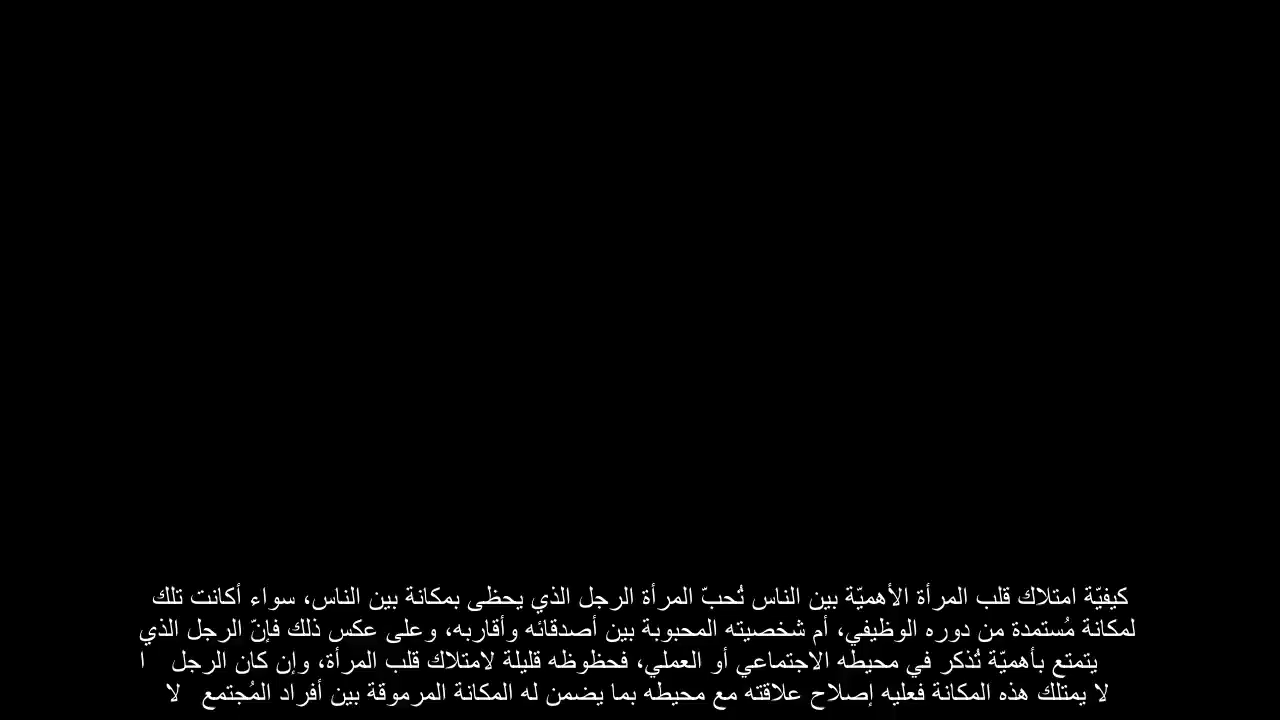 كيفيّة امتلاك قلب المرأة الأهميّة بين الناس تُحبّ المرأة الرجل الذي يحظى بمكانة بين الناس، سواء أكانت تلك
لمكانة مُستمدة من دوره الوظيفي، أم شخصيته المحبوبة بين أصدقائه وأقاربه، وعلى عكس ذلك فإنّ الرجل الذي
يتمتع بأهميّة تُذكر في محيطه الاجتماعي أو العملي، فحظوظه قليلة لامتلاك قلب المرأة، وإن كان الرجل ا
لا يمتلك هذه المكانة فعليه إصلاح علاقته مع محيطه بما يضمن له المكانة المرموقة بين أفراد المُجتمع لا